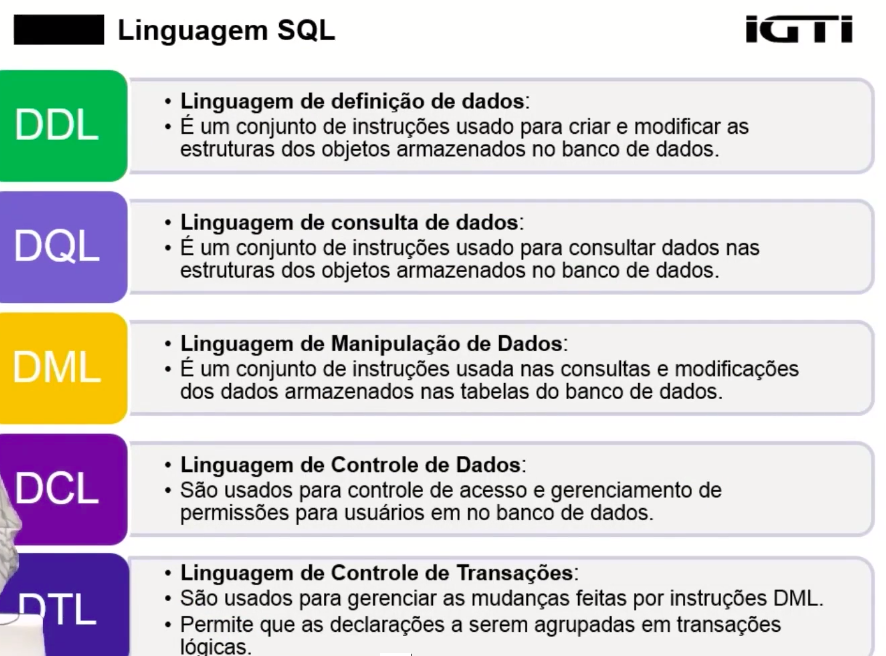 Linguagem SQL
iGTi
DDL
• Linguagem de definição de dados:
• É um conjunto de instruções usado para criar e modificar as
estruturas dos objetos armazenados no banco de dados.
DQL
• Linguagem de consulta de dados:
• É um conjunto de instruções usado para consultar dados nas
estruturas dos objetos armazenados no banco de dados.
DML
• Linguagem de Manipulação de Dados:
• É um conjunto de instruções usada nas consultas e modificações
dos dados armazenados nas tabelas do banco de dados.
DCL
• Linguagem de Controle de Dados:
• São usados para controle de acesso e gerenciamento de
permissões para usuários em no banco de dados.
DTL
• Linguagem de Controle de Transações:
• São usados para gerenciar as mudanças feitas por instruções DML.
• Permite que as declarações a serem agrupadas em transações
lógicas.